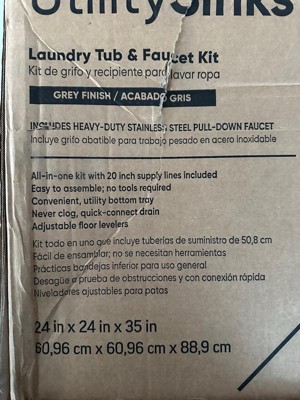 Utility Sinks
Laundry Tub & Faucet Kit
Kit de grifo y recipiente para lavar ropa
GREY FINISH / ACABADO GRIS
INCLUDES HEAVY-DUTY STAINLESS STEEL PULL-DOWN FAUCET
Incluye grifo abatible para trabajo pesado en acero inoxidable
All-in-one kit with 20 inch supply lines included
Easy to assemble; no tools required
Convenient, utility bottom tray
Never clog, quick-connect drain
Adjustable floor levelers
Kit todo en uno que incluye tuberías de suministro de 50,8 cm
Fácil de ensamblar; no se necesitan herramientas
Prácticas bandejas inferior para uso general
Desagüe a prueba de obstrucciones y con conexión rápida
Niveladores ajustables para patas
24 in x 24 in x 35 in
60,96 cm x 60,96 cm x 88,9 cm